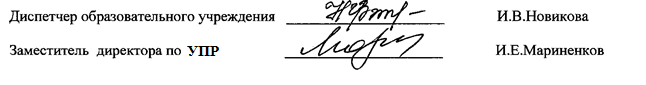 Диспетчер образовательного учреждения И.В.Новикова
Заместитель директора по УПР И.Е.Мариненков